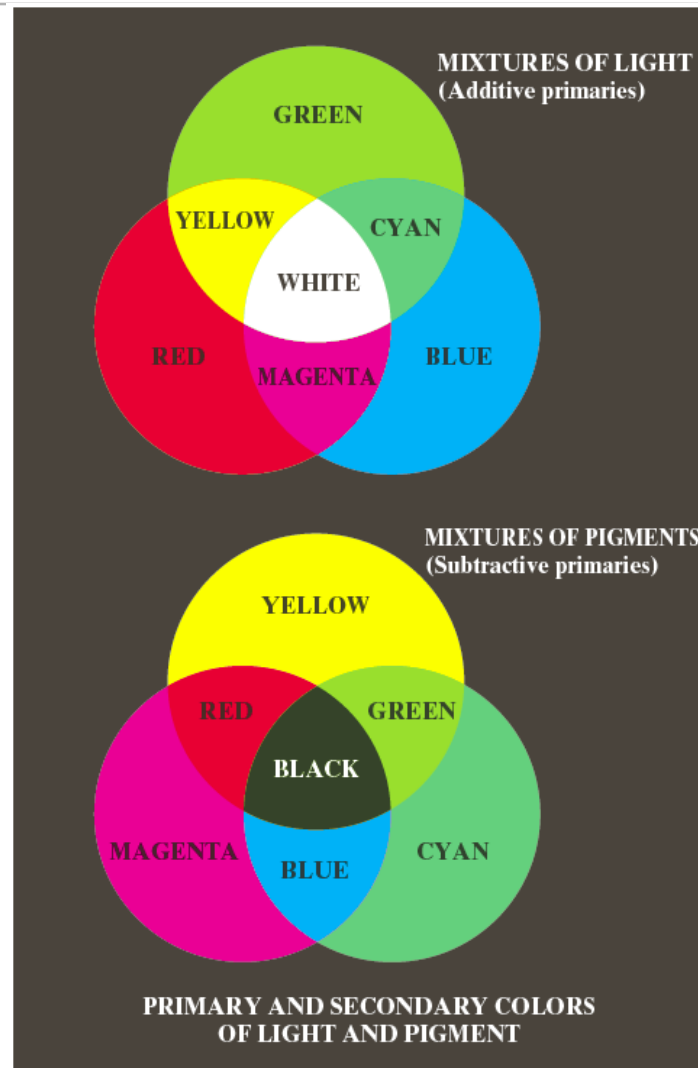 MIXTURES OF LIGHT
(Additive primaries)
GREEN
YELLOW
CYAN
WHITE
RED
BLUE
MAGENTA
MIXTURES OF PIGMENTS
(Subtractive primaries)
YELLOW
RED
GREEN
BLACK
MAGENTA
CYAN
BLUE
PRIMARY AND SECONDARY COLORS
OF LIGHT AND PIGMENT